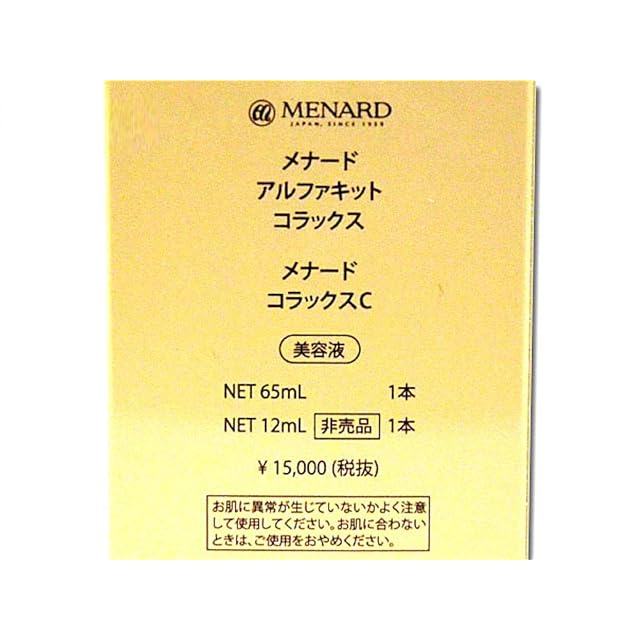 MENARD
JAPAN, SINCE 1959
メナード
アルファキット
コラックス
メナード
コラックスC
美容液
NET 65mL 1本
NET 12mL 非売品 1本
¥ 15,000 (税抜)
お肌に異常が生じていないかよく注意
して使用してください。お肌に合わない
ときは、ご使用をおやめください。